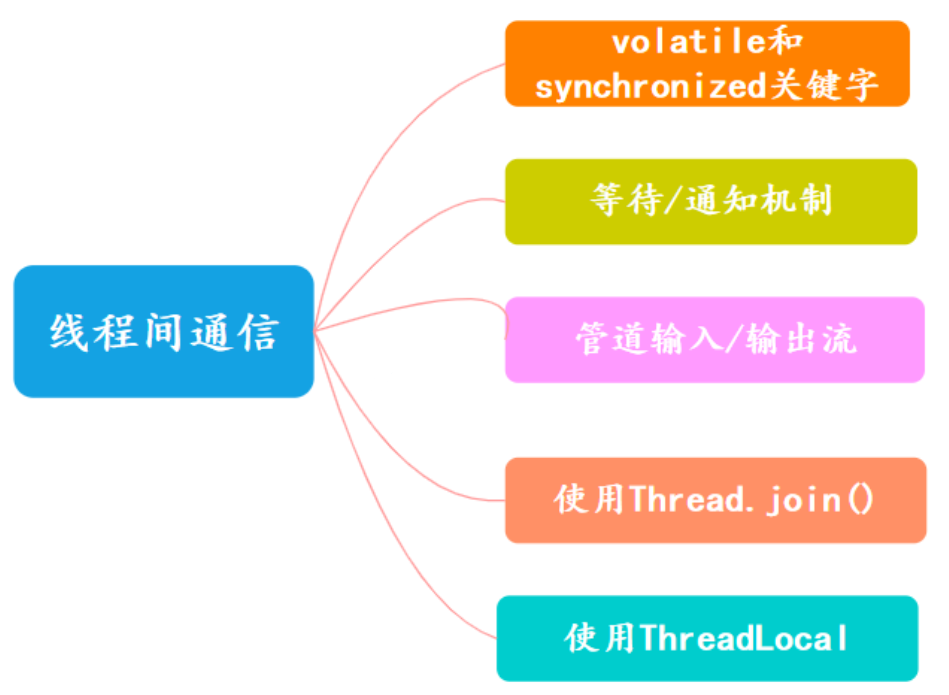 线程间通信
volatile和
synchronized关键字
等待/通知机制
管道输入/输出流
使用Thread.join()
使用ThreadLocal